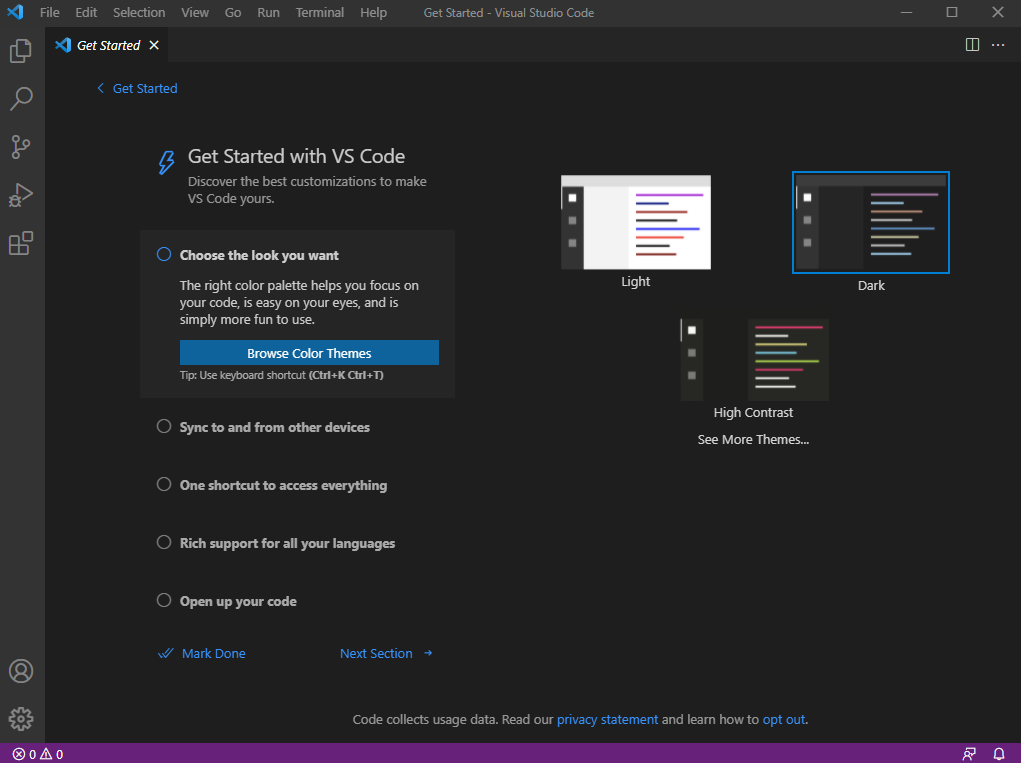 File Edit Selection View Go Run Terminal Help Get Started - Visual Studio Code
Get Started
Get Started
Get Started with VS Code
Discover the best customizations to make
VS Code yours.
Choose the look you want
The right color palette helps you focus on
your code, is easy on your eyes, and is
simply more fun to use.
Browse Color Themes
Tip: Use keyboard shortcut (Ctrl+K Ctrl+T)
Sync to and from other devices
One shortcut to access everything
Rich support for all your languages
Open up your code
Mark Done Next Section
Light
Dark
High Contrast
See More Themes...
Code collects usage data. Read our privacy statement and learn how to opt out.
0 0